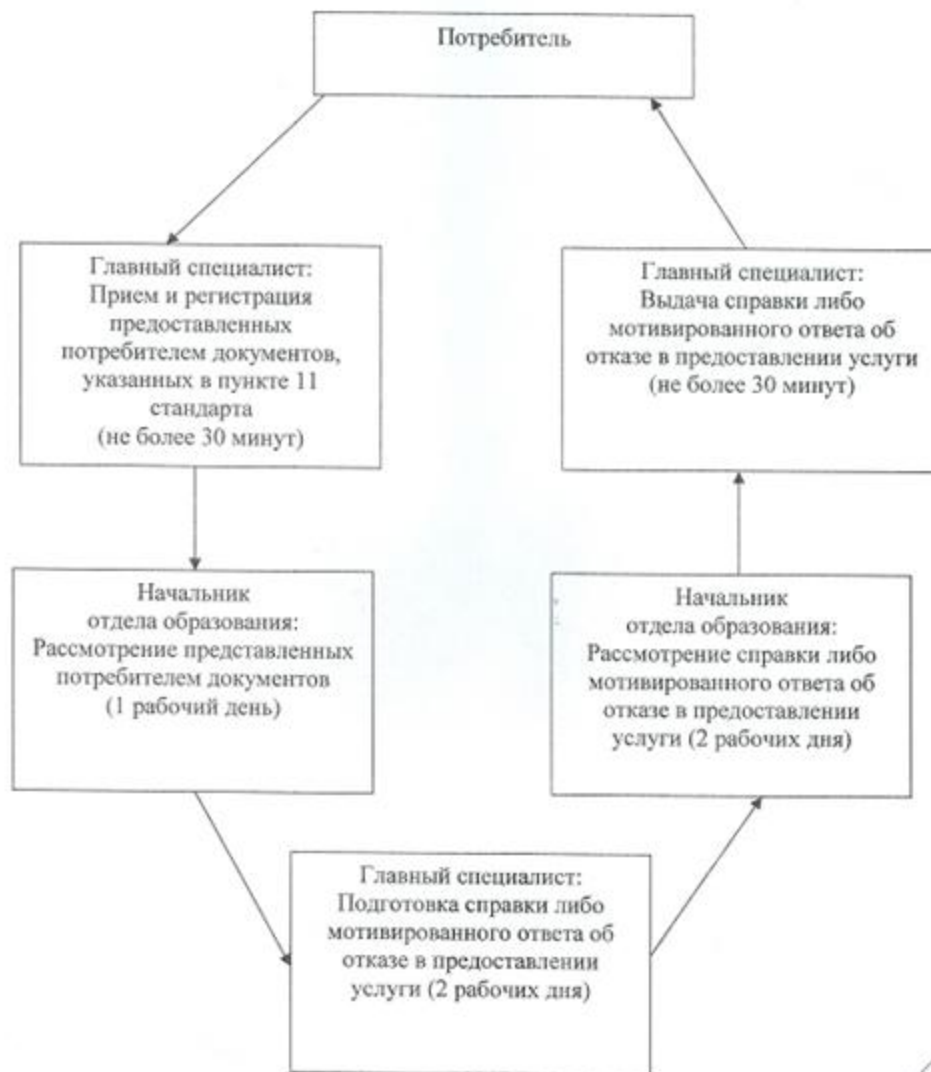 Потребитель
Главный специалист:
Прием и регистрация
предоставленных
потребителем документов,
указанных в пункте 11
стандарта
(не более 30 минут)
Главный специалист:
Выдача справки либо
мотивированного ответа об
отказе в предоставлении услуги
(не более 30 минут)
Начальник
отдела образования:
Рассмотрение представленных
потребителем документов
(1 рабочий день)
Начальник
отдела образования:
Рассмотрение справки либо
мотивированного ответа об
отказе в предоставлении
услуги (2 рабочих дня)
Главный специалист:
Подготовка справки либо
мотивированного ответа об
отказе в предоставлении
услуги (2 рабочих дня)